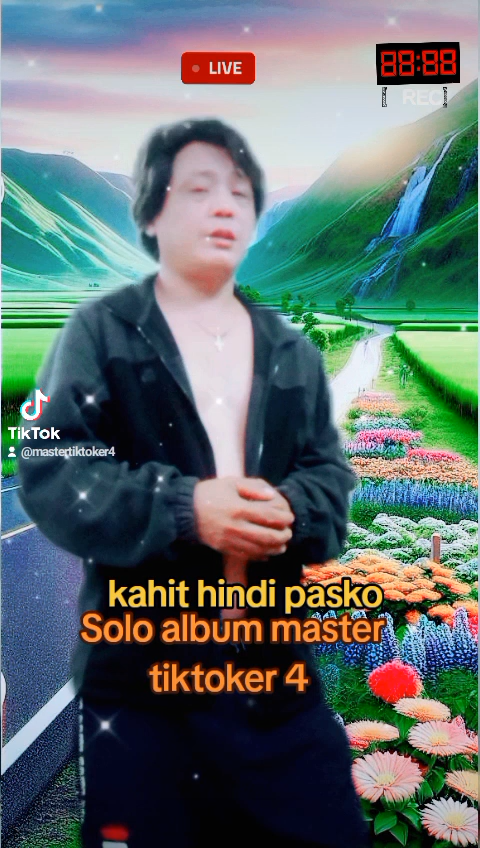 LIVE
88:88
REC
TikTok
@mastertiktoker4
kahit hindi pasko
Solo album master
tiktoker 4